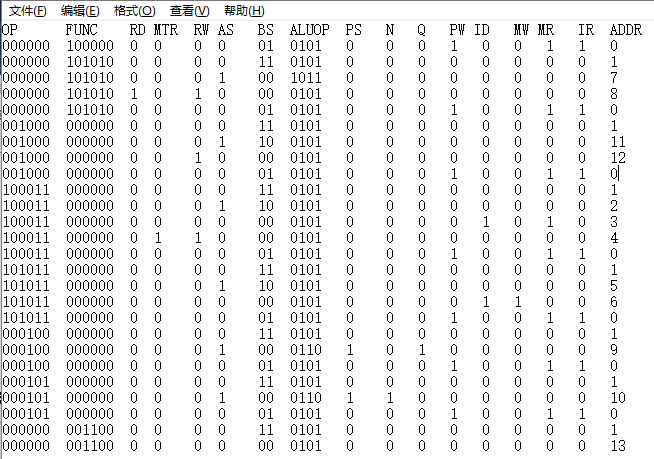 文件(F) 编辑(E) 格式(O) 查看(V) 帮助(H)
OP FUNC RD MTR RW AS BS ALUOP PS N Q PW ID MW MR IR ADDR
000000 100000 0 0 0 0 01 0101 0 0 0 1 0 0 1 1 0
000000 101010 0 0 0 0 11 0101 0 0 0 0 0 0 0 0 1
000000 101010 0 0 0 1 00 1011 0 0 0 0 0 0 0 0 7
000000 101010 1 0 1 0 00 0101 0 0 0 0 0 0 0 0 8
000000 101010 0 0 0 0 01 0101 0 0 0 1 0 0 1 1 0
001000 000000 0 0 0 0 11 0101 0 0 0 0 0 0 0 0 1
001000 000000 0 0 0 1 10 0101 0 0 0 0 0 0 0 0 11
001000 000000 0 0 1 0 00 0101 0 0 0 0 0 0 0 0 12
001000 000000 0 0 0 0 01 0101 0 0 0 1 0 0 1 1 0
100011 000000 0 0 0 0 11 0101 0 0 0 0 0 0 0 0 1
100011 000000 0 0 0 1 10 0101 0 0 0 0 0 0 0 0 2
100011 000000 0 0 0 0 00 0101 0 0 0 0 1 0 1 0 3
100011 000000 0 1 1 0 00 0101 0 0 0 0 0 0 0 0 4
100011 000000 0 0 0 0 01 0101 0 0 0 1 0 0 1 1 0
101011 000000 0 0 0 0 11 0101 0 0 0 0 0 0 0 0 1
101011 000000 0 0 0 1 10 0101 0 0 0 0 0 0 0 0 5
101011 000000 0 0 0 0 00 0101 0 0 0 0 1 1 0 0 6
101011 000000 0 0 0 0 01 0101 0 0 0 1 0 0 1 1 0
000100 000000 0 0 0 0 11 0101 0 0 0 0 0 0 0 0 1
000100 000000 0 0 0 1 00 0110 1 0 1 0 0 0 0 0 9
000100 000000 0 0 0 0 01 0101 0 0 0 1 0 0 1 1 0
000101 000000 0 0 0 0 11 0101 0 0 0 0 0 0 0 0 1
000101 000000 0 0 0 1 00 0110 1 1 0 0 0 0 0 0 10
000101 000000 0 0 0 0 01 0101 0 0 0 1 0 0 1 1 0
000000 001100 0 0 0 0 11 0101 0 0 0 0 0 0 0 0 1
000000 001100 0 0 0 0 00 0101 0 0 0 0 0 0 0 0 13